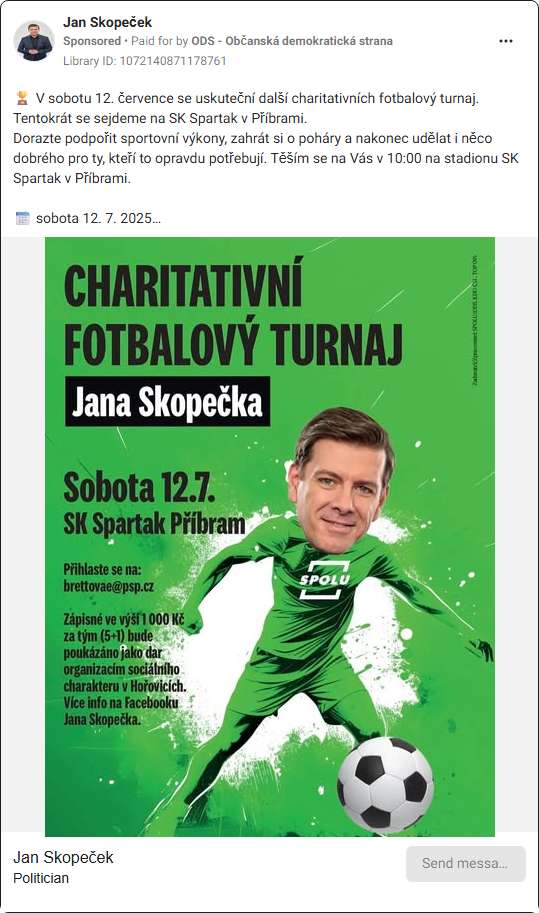 Jan Skopeček
Sponsored • Paid for by ODS - Občanská demokratická strana
Library ID: 1072140871178761
🏆 V sobotu 12. července se uskuteční další charitativních fotbalový turnaj.
Tentokrát se sejdeme na SK Spartak v Příbrami.
Dorazte podpořit sportovní výkony, zahrát si o poháry a nakonec udělat i něco
dobrého pro ty, kteří to opravdu potřebují. Těším se na Vás v 10:00 na stadionu SK
Spartak v Příbrami.
📅 sobota 12. 7. 2025...
CHARITATIVNÍ
FOTBALOVÝ TURNAJ
Jana Skopečka
Sobota 12.7.
SK Spartak Příbram
Přihlaste se na:
brettovae@psp.cz
Zápisné ve výši 1 000 Kč
za tým (5+1) bude
poukázáno jako dar
organizacím sociálního
charakteru v Hořovicích.
Více info na Facebooku
Jana Skopečka.
SPOLU
Jan Skopeček
Politician
Send messa...